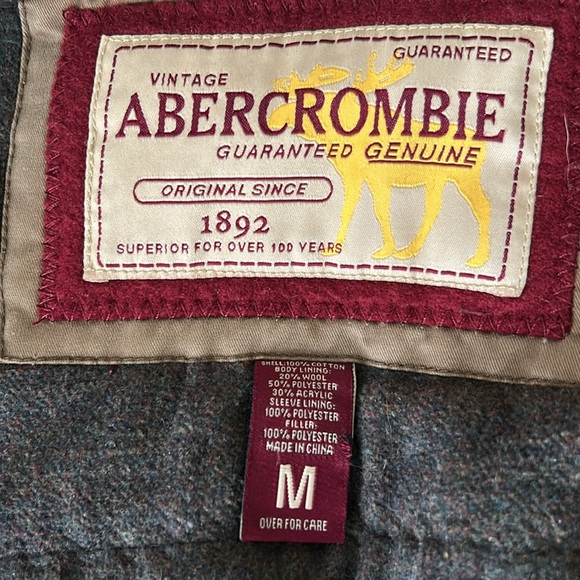 GUARANTEED
VINTAGE
ABERCROMBIE
GUARANTEED GENUINE
ORIGINAL SINCE
1892
SUPERIOR FOR OVER 100 YEARS
SHELL:100% COTTON
BODY LINING:
20% WOOL
50% POLYESTER
30% ACRYLIC
SLEEVE LINING:
100% POLYESTER
FILLER:
100% POLYESTER
MADE IN CHINA
M
OVER FOR CARE